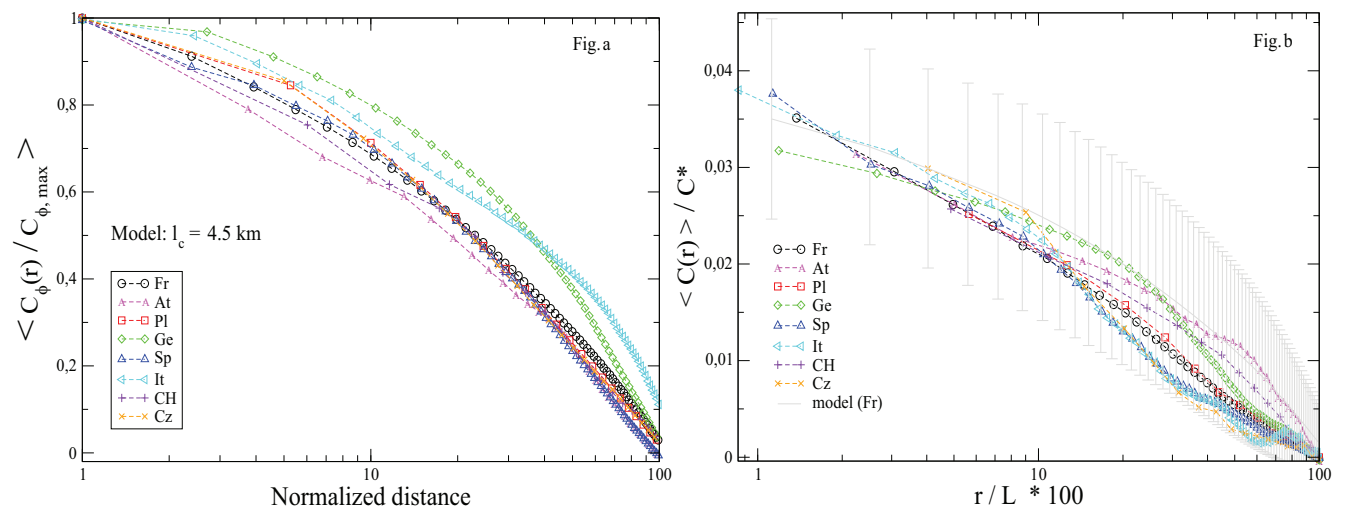 Fig. a
1
0,8
0,6
0,4
0,2
0
< C_ϕ(r) / C_ϕ, max >
Model: l_c = 4.5 km
Fr
At
Pl
Ge
Sp
It
CH
Cz
1
10
100
Normalized distance
Fig. b
0,04
0,03
0,02
0,01
0
< C(r) > / C*
Fr
At
Pl
Ge
Sp
It
CH
Cz
model (Fr)
1
10
100
r / L * 100